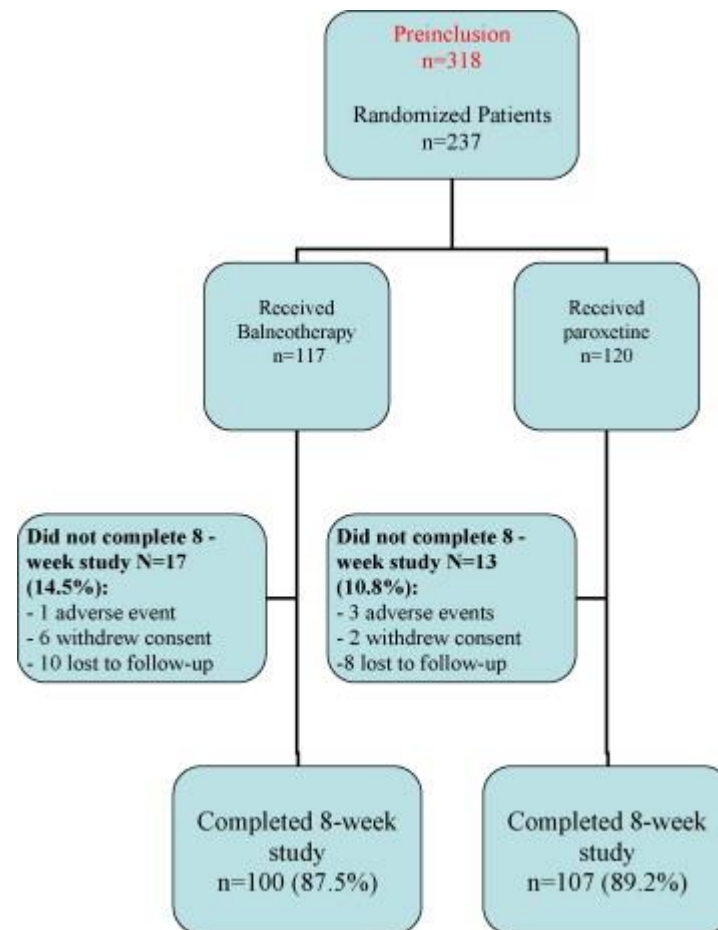 Preinclusion
n=318
Randomized Patients
n=237
Received
Balneotherapy
n=117
Received
paroxetine
n=120
Did not complete 8 -
week study N=17
(14.5%):
- 1 adverse event
- 6 withdrew consent
- 10 lost to follow-up
Did not complete 8 -
week study N=13
(10.8%):
- 3 adverse events
- 2 withdrew consent
-8 lost to follow-up
Completed 8-week
study
n=100 (87.5%)
Completed 8-week
study
n=107 (89.2%)